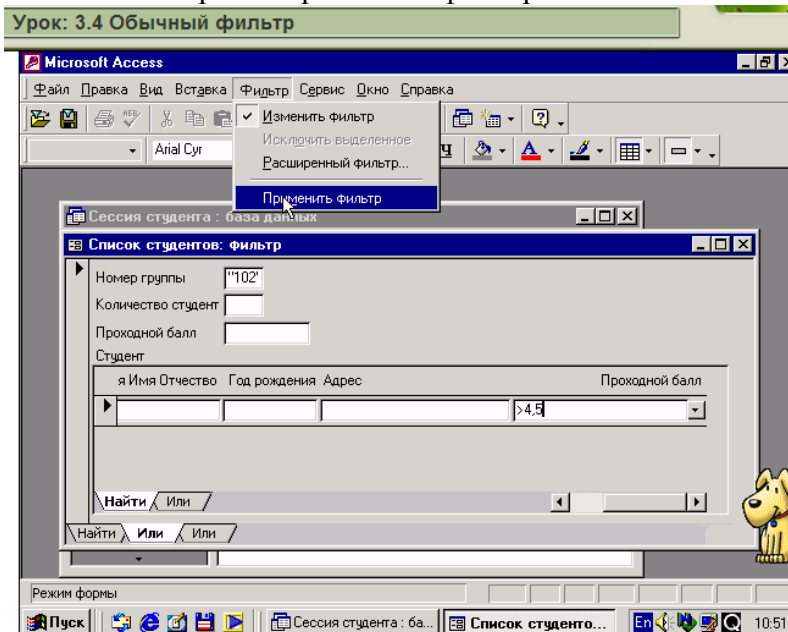 Урок: 3.4 Обычный фильтр
Microsoft Access
Файл Правка Вид Вставка Фильтр Сервис Окно Справка
Изменить фильтр
Исключить выделенное
Arial Cyr
Ч
Расширенный фильтр...
Применить фильтр
Сессия студента : база данных
Список студентов: фильтр
Номер группы "102"
Количество студент
Проходной балл
Студент
я Имя Отчество Год рождения Адрес Проходной балл
>4,5
Найти Или
Найти Или Или
Режим формы
Пуск Сессия студента : ба... Список студенто... En 10:51